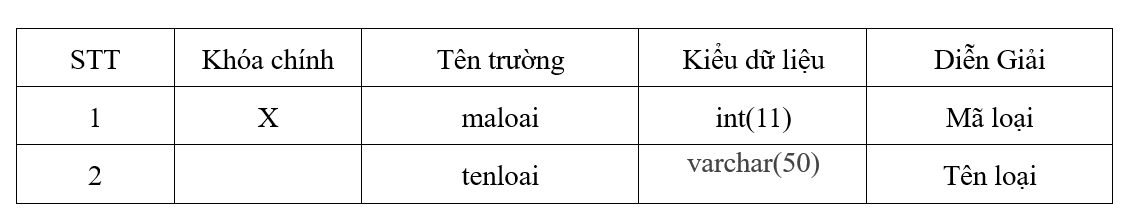 STT Khóa chính Tên trường Kiểu dữ liệu Diễn Giải
1 X maloai int(11) Mã loại
2 tenloai varchar(50) Tên loại